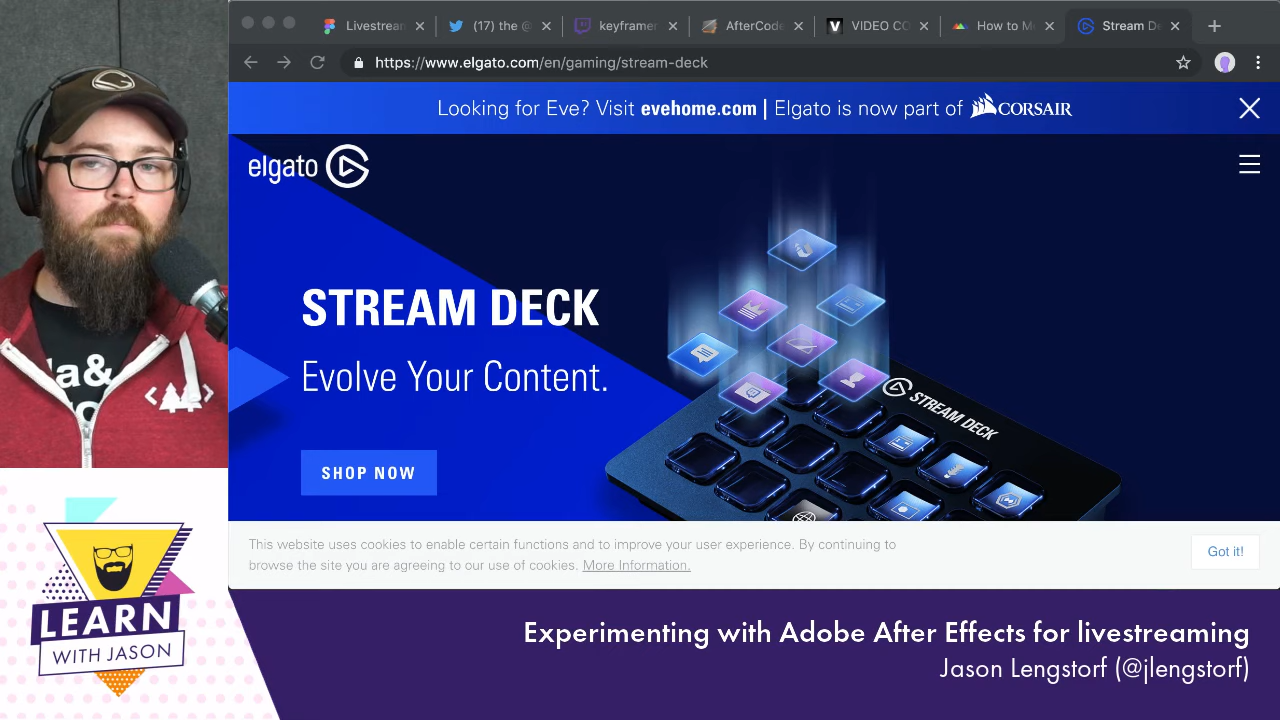 Livestrea
(17) the @
keyframe
AfterCod
VIDEO CO
How to M
Stream D
https://www.elgato.com/en/gaming/stream-deck
Looking for Eve? Visit evehome.com | Elgato is now part of CORSAIR
elgato
STREAM DECK
Evolve Your Content.
SHOP NOW
STREAM DECK
This website uses cookies to enable certain functions and to improve your user experience. By continuing to
browse the site you are agreeing to our use of cookies. More Information.
Got it!
a&
LEARN
WITH JASON
Experimenting with Adobe After Effects for livestreaming
Jason Lengstorf (@jlengstorf)